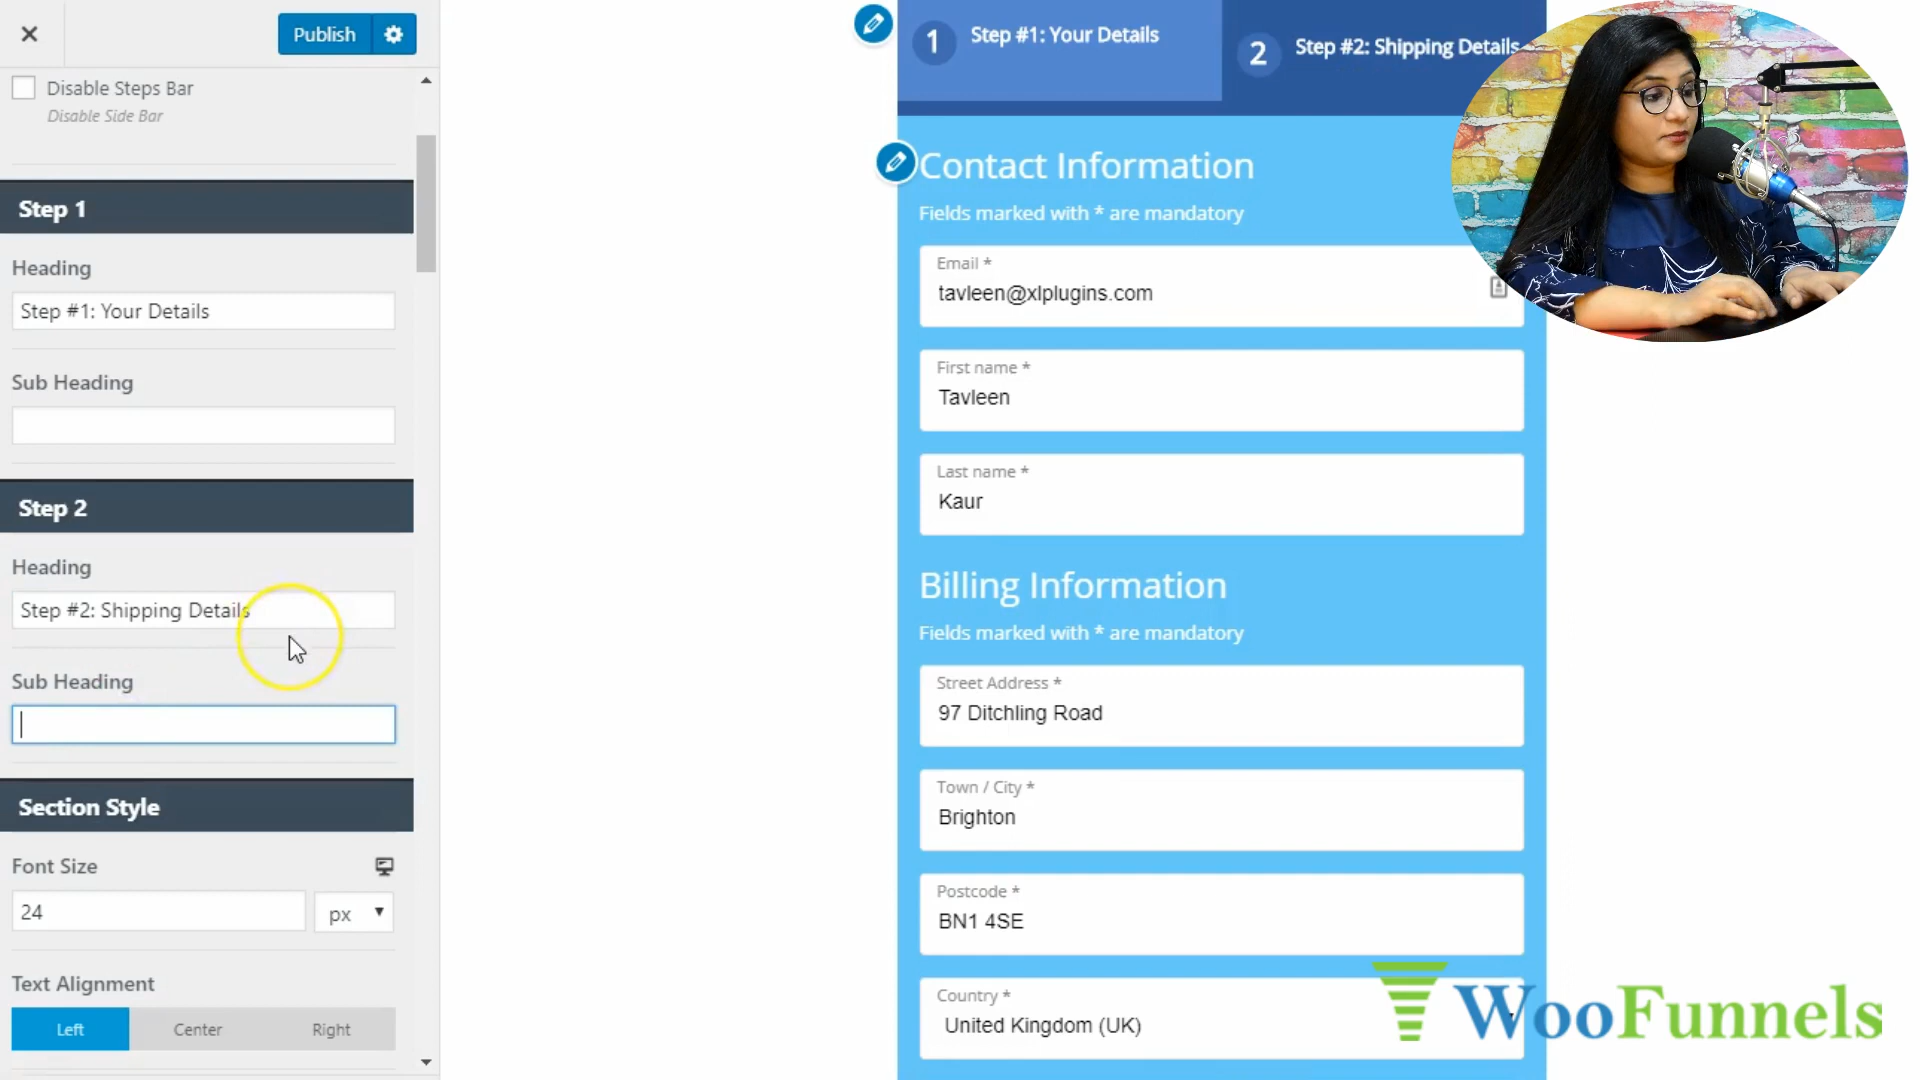 Publish
Disable Steps Bar
Disable Side Bar
Step 1
Heading
Step #1: Your Details
Sub Heading
Step 2
Heading
Step #2: Shipping Details
Sub Heading
Section Style
Font Size
24
px
Text Alignment
Left
Center
Right
1
Step #1: Your Details
2
Step #2: Shipping Details
Contact Information
Fields marked with * are mandatory
Email *
tavleen@xlplugins.com
First name *
Tavleen
Last name *
Kaur
Billing Information
Fields marked with * are mandatory
Street Address *
97 Ditchling Road
Town / City *
Brighton
Postcode *
BN1 4SE
Country *
United Kingdom (UK)
WooFunnels